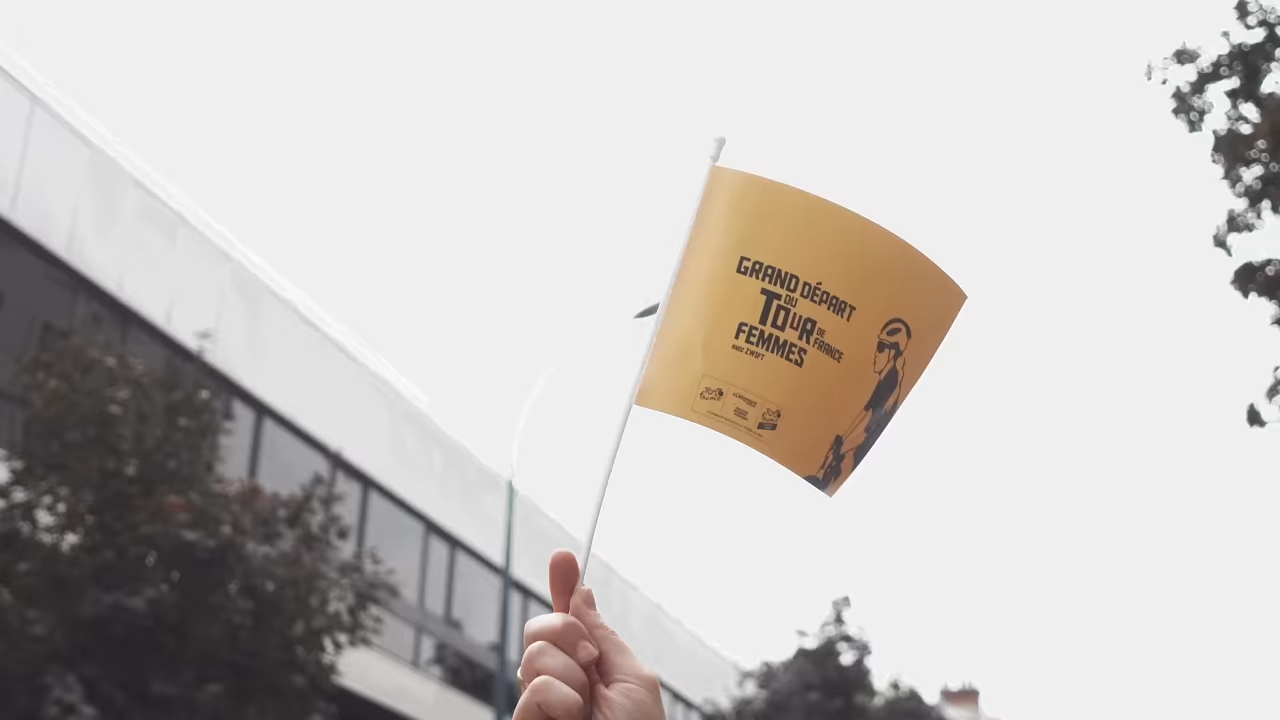 GRAND DÉPART
DU
TOUR DE
FRANCE
FEMMES
AVEC ZWIFT